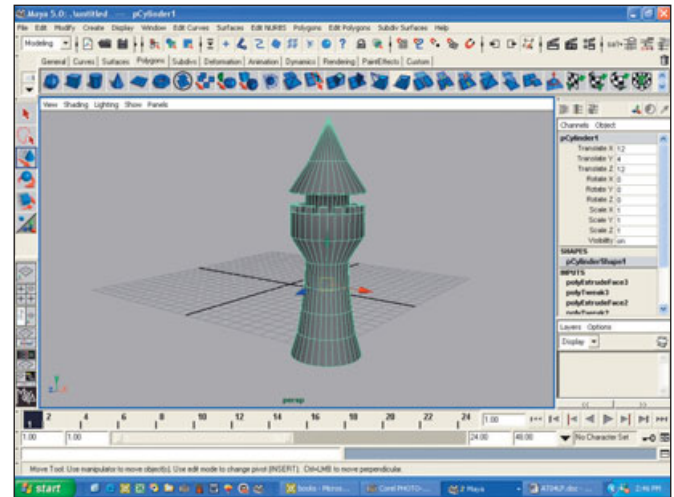 Maya 5.0: .\untitled --- pCylinder1
File Edit Modify Create Display Window Edit Curves Surfaces Edit NURBS Polygons Edit Polygons Subdiv Surfaces Help
Modeling
General Curves Surfaces Polygons Subdivs Deformation Animation Dynamics Rendering PaintEffects Custom
View Shading Lighting Show Panels
Channels Object
pCylinder1
Translate X 12
Translate Y 4
Translate Z 12
Rotate X 0
Rotate Y 0
Rotate Z 0
Scale X 1
Scale Y 1
Scale Z 1
Visibility on
SHAPES
pCylinderShape1
INPUTS
polyExtrudeFace3
polyTweak3
polyExtrudeFace2
polyTweak2
Layers Options
Display
persp
2 4 6 8 10 12 14 16 18 20 22 24 1.00
1
1.00 1.00 24.00 48.00 No Character Set
Move Tool: Use manipulator to move object(s). Use edit mode to change pivot (INSERT). Ctrl+LMB to move perpendicular.
start books Corel PHOTO-... 2 Maya 2:46 PM